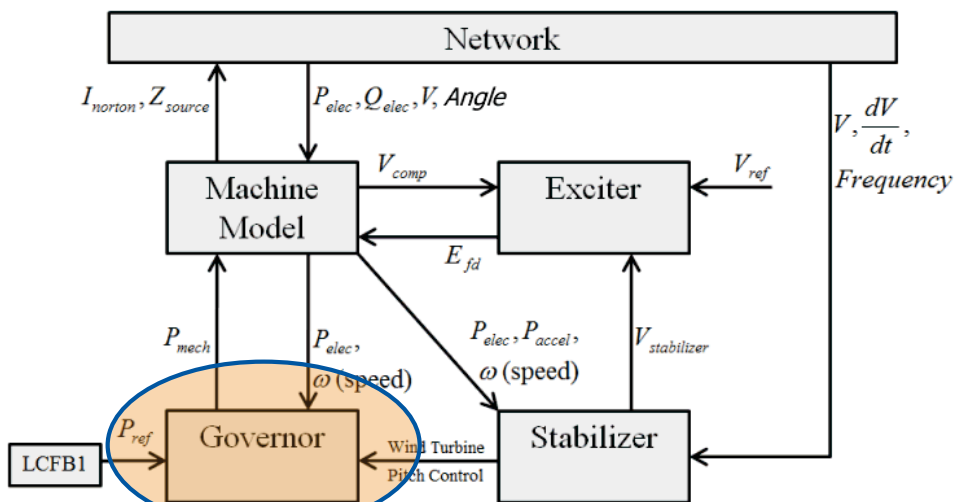 Network
I_norton, Z_source
P_elec, Q_elec, V, Angle
V, dV/dt,
Frequency
V_comp
V_ref
Machine
Model
Exciter
E_fd
P_mech
P_elec,
ω (speed)
P_elec, P_accel,
ω (speed)
V_stabilizer
P_ref
LCFB1
Governor
Wind Turbine
Pitch Control
Stabilizer